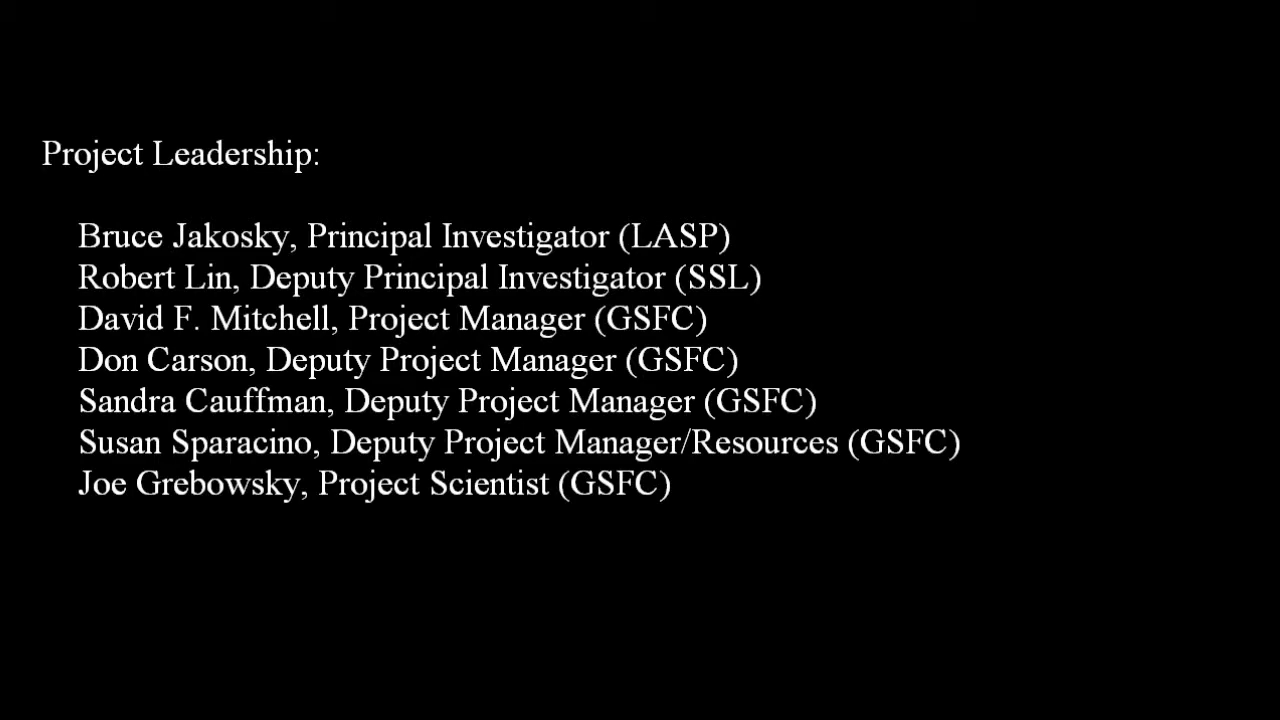 Project Leadership:
Bruce Jakosky, Principal Investigator (LASP)
Robert Lin, Deputy Principal Investigator (SSL)
David F. Mitchell, Project Manager (GSFC)
Don Carson, Deputy Project Manager (GSFC)
Sandra Cauffman, Deputy Project Manager (GSFC)
Susan Sparacino, Deputy Project Manager/Resources (GSFC)
Joe Grebowsky, Project Scientist (GSFC)